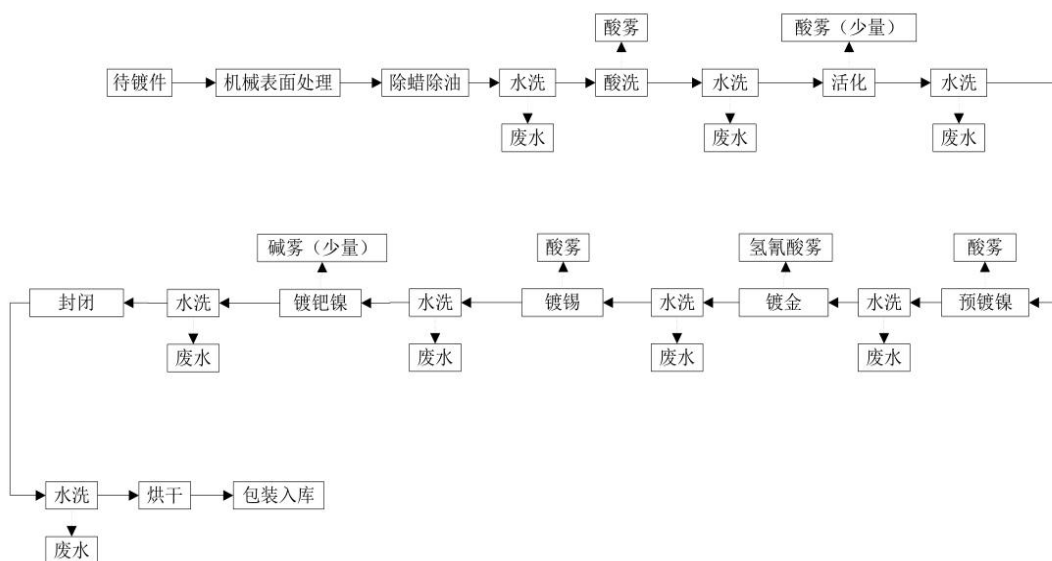 酸雾
酸雾（少量）
待镀件
机械表面处理
除蜡除油
水洗
酸洗
水洗
活化
水洗
废水
废水
废水
碱雾（少量）
酸雾
氢氰酸雾
酸雾
封闭
水洗
镀钯镍
水洗
镀锡
水洗
镀金
水洗
预镀镍
废水
废水
废水
废水
水洗
烘干
包装入库
废水